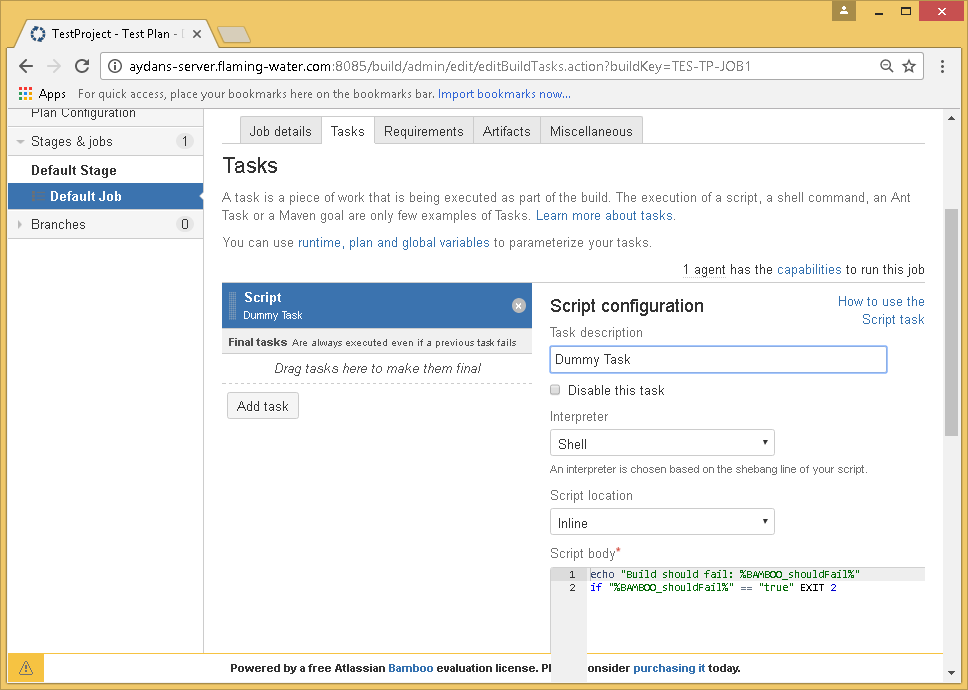 TestProject - Test Plan -
aydans-server.flaming-water.com:8085/build/admin/edit/editBuildTasks.action?buildKey=TES-TP-JOB1
Apps For quick access, place your bookmarks here on the bookmarks bar. Import bookmarks now...
Plan Configuration
Stages & jobs 1
Default Stage
Default Job
Branches 0
Job details Tasks Requirements Artifacts Miscellaneous
Tasks
A task is a piece of work that is being executed as part of the build. The execution of a script, a shell command, an Ant
Task or a Maven goal are only few examples of Tasks. Learn more about tasks.
You can use runtime, plan and global variables to parameterize your tasks.
1 agent has the capabilities to run this job
Script
Dummy Task
Final tasks Are always executed even if a previous task fails
Drag tasks here to make them final
Add task
Script configuration
How to use the
Script task
Task description
Dummy Task
Disable this task
Interpreter
Shell
An interpreter is chosen based on the shebang line of your script.
Script location
Inline
Script body*
1 echo "Build should fail: %BAMBOO_shouldFail%"
2 if "%BAMBOO_shouldFail%" == "true" EXIT 2
Powered by a free Atlassian Bamboo evaluation license. Pl onsider purchasing it today.